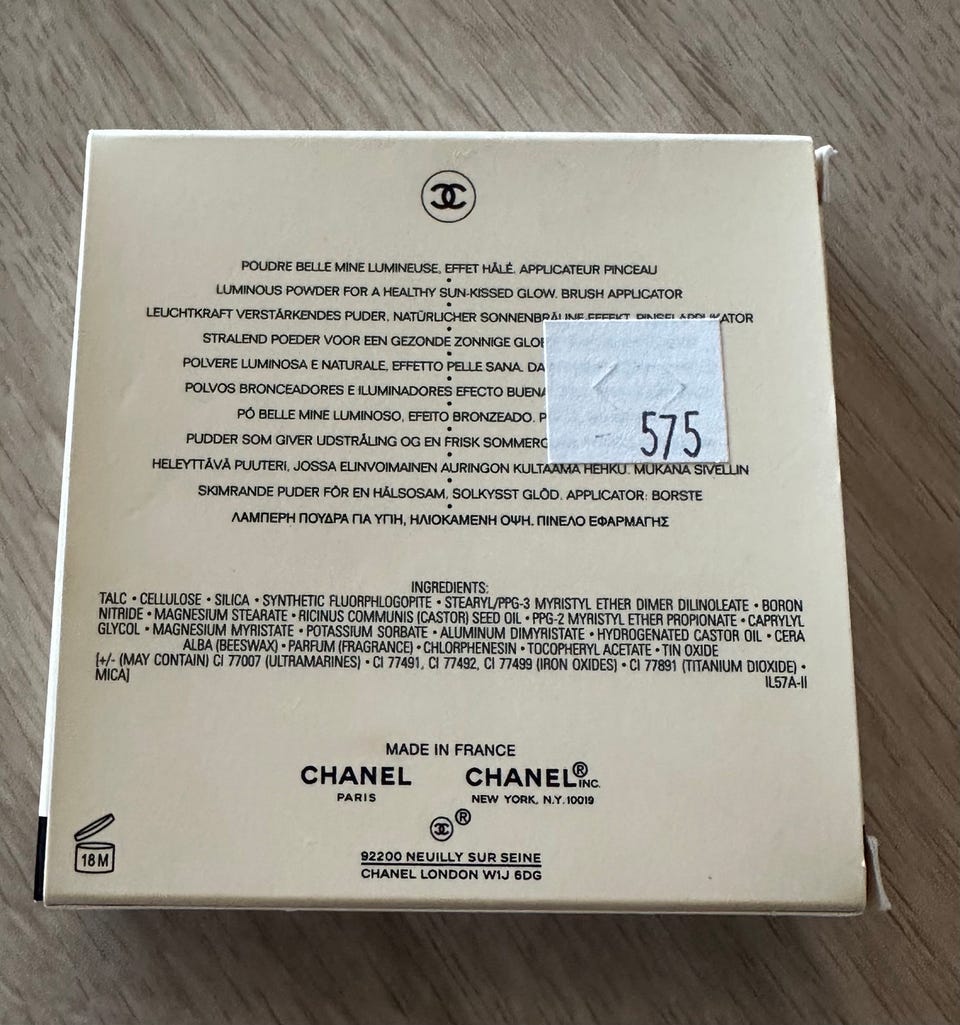 POUDRE BELLE MINE LUMINEUSE, EFFET HÂLÉ. APPLICATEUR PINCEAU
•
LUMINOUS POWDER FOR A HEALTHY SUN-KISSED GLOW. BRUSH APPLICATOR
•
LEUCHTKRAFT VERSTÄRKENDES PUDER, NATÜRLICHER SONNENBRÄUNE-EFFEKT. PINSELAPPLIKATOR
•
STRALEND POEDER VOOR EEN GEZONDE ZONNIGE
•
POLVERE LUMINOSA E NATURALE, EFFETTO PELLE SANA.
•
POLVOS BRONCEADORES E ILUMINADORES EFECTO
•
PÓ BELLE MINE LUMINOSO, EFEITO BRONZEADO.
•
PUDDER SOM GIVER UDSTRÅLING OG EN FRISK
•
HELEYTTÄVÄ PUUTERI, JOSSA ELINVOIMAINEN AURINGON KULTAAMA HEHKU. MUKANA SIVELLIN
•
SKIMRANDE PUDER FÖR EN HÄLSOSAM, SOLKYSST GLÖD. APPLICATOR: BORSTE
•
ΛΑΜΠΕΡΗ ΠΟΥΔΡΑ ΓΙΑ ΥΓΙΗ, ΗΛΙΟΚΑΜΕΝΗ ΟΨΗ. ΠΙΝΕΛΟ ΕΦΑΡΜΑΓΗΣ
575
INGREDIENTS:
TALC • CELLULOSE • SILICA • SYNTHETIC FLUORPHLOGOPITE • STEARYL/PPG-3 MYRISTYL ETHER DIMER DILINOLEATE • BORON
NITRIDE • MAGNESIUM STEARATE • RICINUS COMMUNIS (CASTOR) SEED OIL • PPG-2 MYRISTYL ETHER PROPIONATE • CAPRYLYL
GLYCOL • MAGNESIUM MYRISTATE • POTASSIUM SORBATE • ALUMINUM DIMYRISTATE • HYDROGENATED CASTOR OIL • CERA
ALBA (BEESWAX) • PARFUM (FRAGRANCE) • CHLORPHENESIN • TOCOPHERYL ACETATE • TIN OXIDE
[+/- (MAY CONTAIN) CI 77007 (ULTRAMARINES) • CI 77491, CI 77492, CI 77499 (IRON OXIDES) • CI 77891 (TITANIUM DIOXIDE) •
MICA]
IL57A-II
MADE IN FRANCE
CHANEL CHANEL® INC.
PARIS NEW YORK, N.Y. 10019
®
92200 NEUILLY SUR SEINE
CHANEL LONDON W1J 6DG
18 M